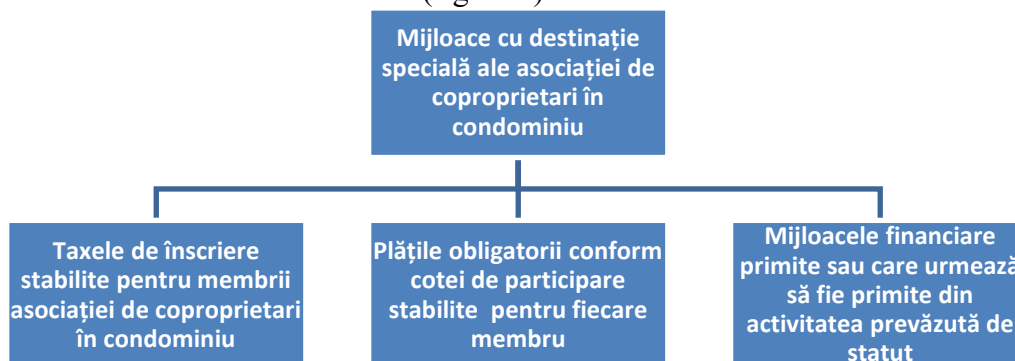 Mijloace cu destinație
specială ale asociației de
coproprietari în
condominiu
Taxele de înscriere
stabilite pentru membrii
asociației de coproprietari
în condominiu
Plățile obligatorii conform
cotei de participare
stabilite pentru fiecare
membru
Mijloacele financiare
primite sau care urmează
să fie primite din
activitatea prevăzută de
statut